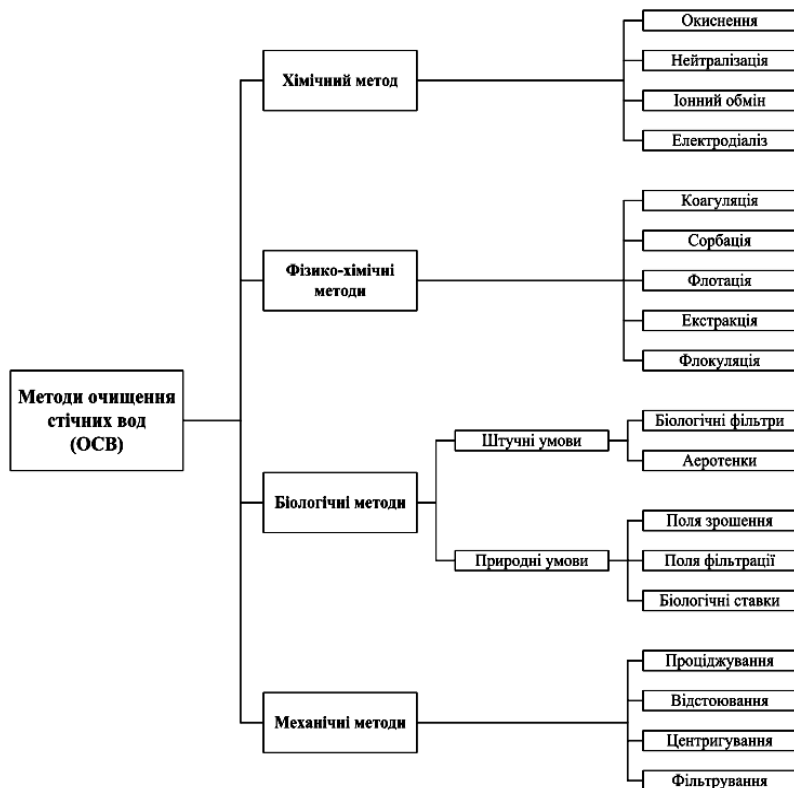 Методи очищення
стічних вод
(ОСВ)
Хімічний метод
Окиснення
Нейтралізація
Іонний обмін
Електродіаліз
Фізико-хімічні
методи
Коагуляція
Сорбація
Флотація
Екстракція
Флокуляція
Біологічні методи
Штучні умови
Біологічні фільтри
Аеротенки
Природні умови
Поля зрошення
Поля фільтрації
Біологічні ставки
Механічні методи
Проціджування
Відстоювання
Центригування
Фільтрування